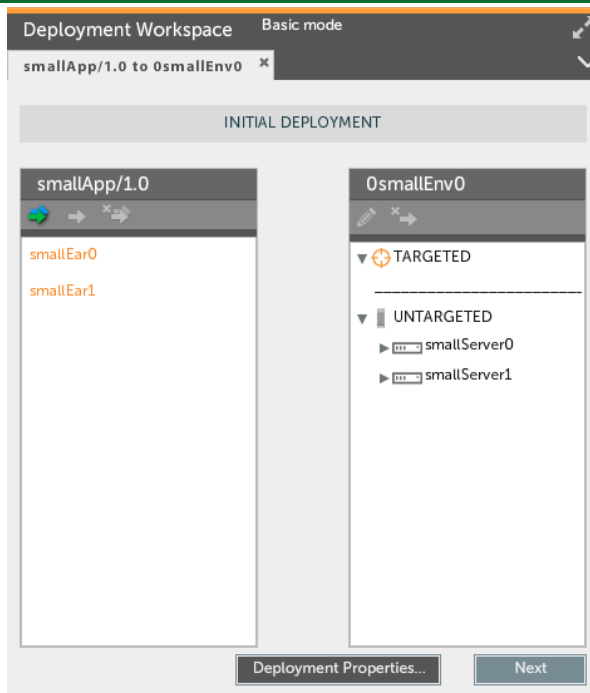 Deployment Workspace Basic mode
smallApp/1.0 to 0smallEnv0
INITIAL DEPLOYMENT
smallApp/1.0
smallEar0
smallEar1
0smallEnv0
TARGETED
UNTARGETED
smallServer0
smallServer1
Deployment Properties... Next